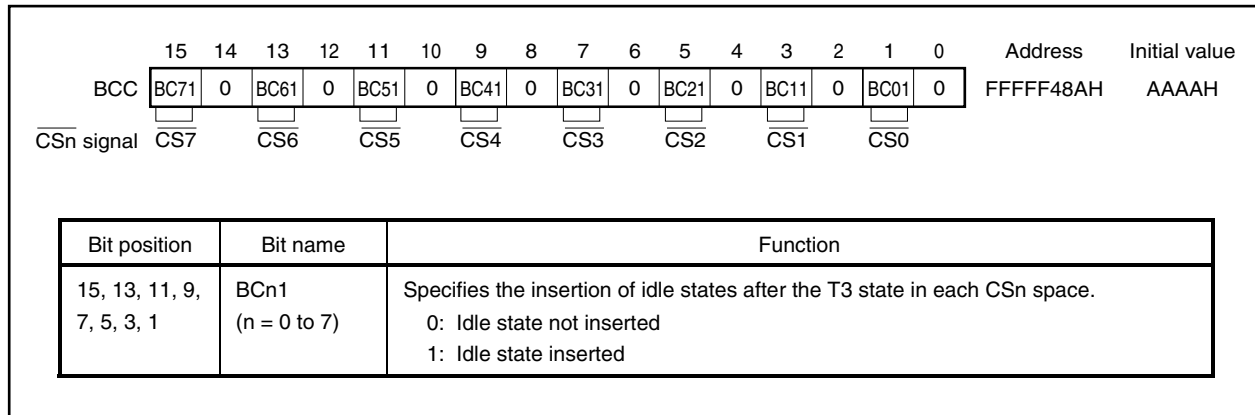 15 14 13 12 11 10 9 8 7 6 5 4 3 2 1 0 Address Initial value
BCC BC71 0 BC61 0 BC51 0 BC41 0 BC31 0 BC21 0 BC11 0 BC01 0 FFFFF48AH AAAAH
CSn signal CS7 CS6 CS5 CS4 CS3 CS2 CS1 CS0
Bit position Bit name Function
15, 13, 11, 9, BCn1 Specifies the insertion of idle states after the T3 state in each CSn space.
7, 5, 3, 1 (n = 0 to 7) 0: Idle state not inserted
1: Idle state inserted